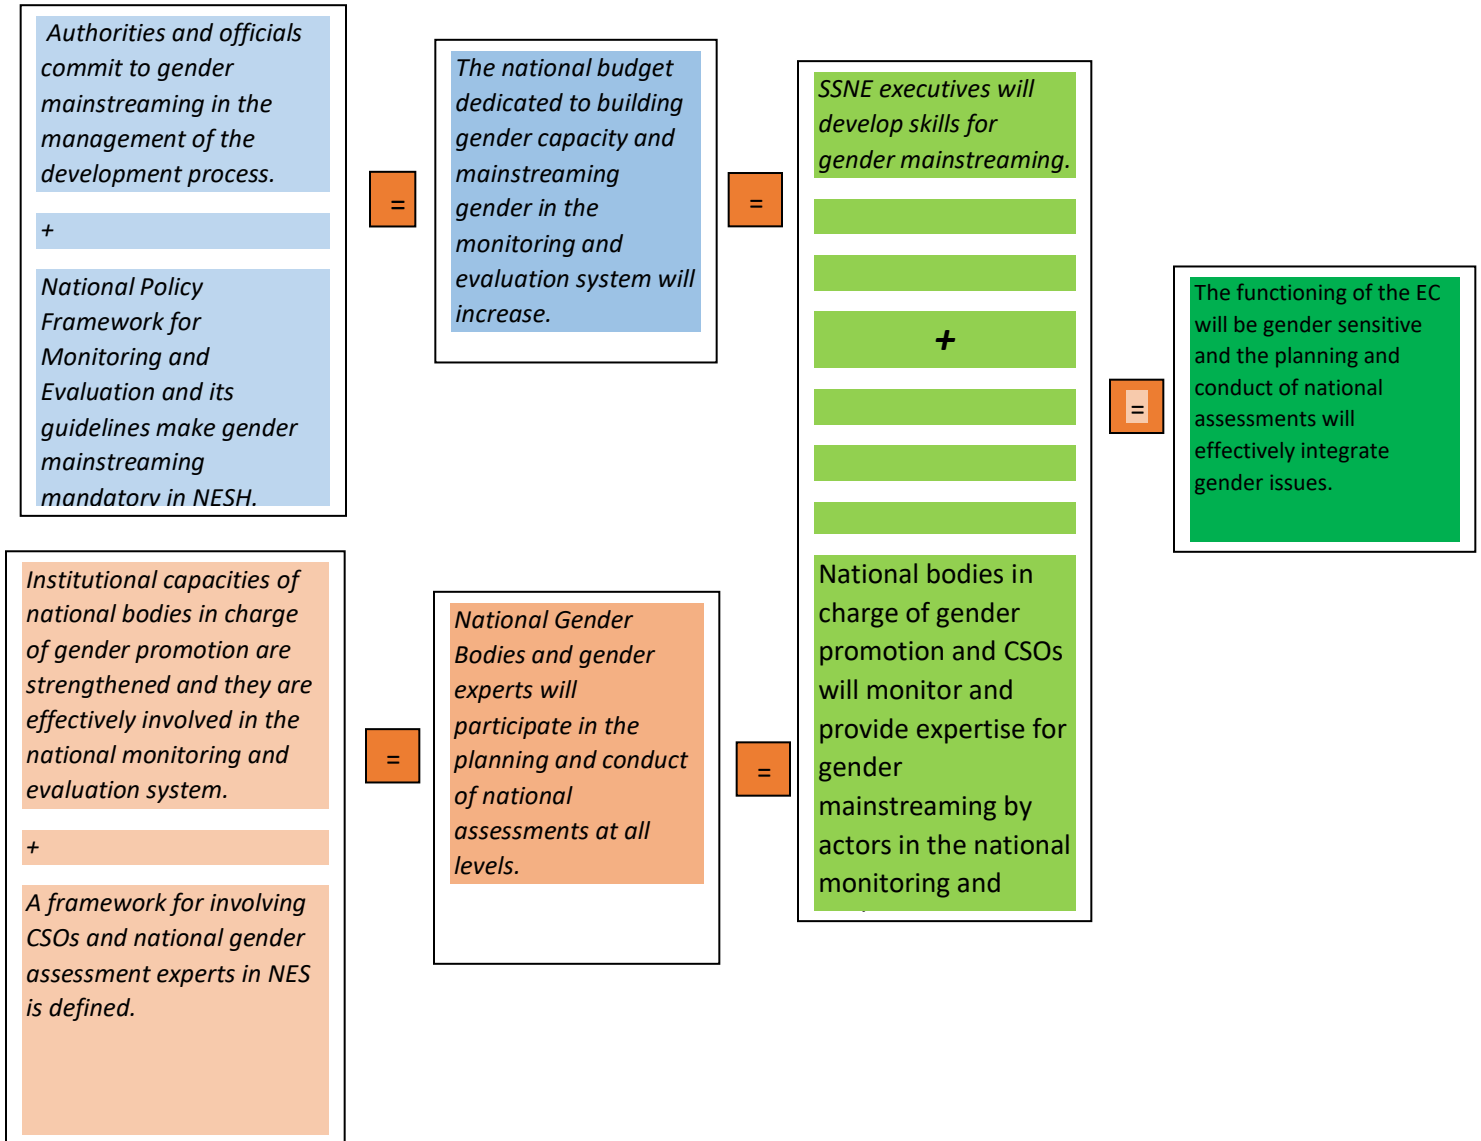 Authorities and officials
commit to gender
mainstreaming in the
management of the
development process.
+
National Policy
Framework for
Monitoring and
Evaluation and its
guidelines make gender
mainstreaming
mandatory in NESH.
=
The national budget
dedicated to building
gender capacity and
mainstreaming
gender in the
monitoring and
evaluation system will
increase.
=
SSNE executives will
develop skills for
gender mainstreaming.
+
National bodies in
charge of gender
promotion and CSOs
will monitor and
provide expertise for
gender
mainstreaming by
actors in the national
monitoring and
=
The functioning of the EC
will be gender sensitive
and the planning and
conduct of national
assessments will
effectively integrate
gender issues.
Institutional capacities of
national bodies in charge
of gender promotion are
strengthened and they are
effectively involved in the
national monitoring and
evaluation system.
+
A framework for involving
CSOs and national gender
assessment experts in NES
is defined.
=
National Gender
Bodies and gender
experts will
participate in the
planning and conduct
of national
assessments at all
levels.
=